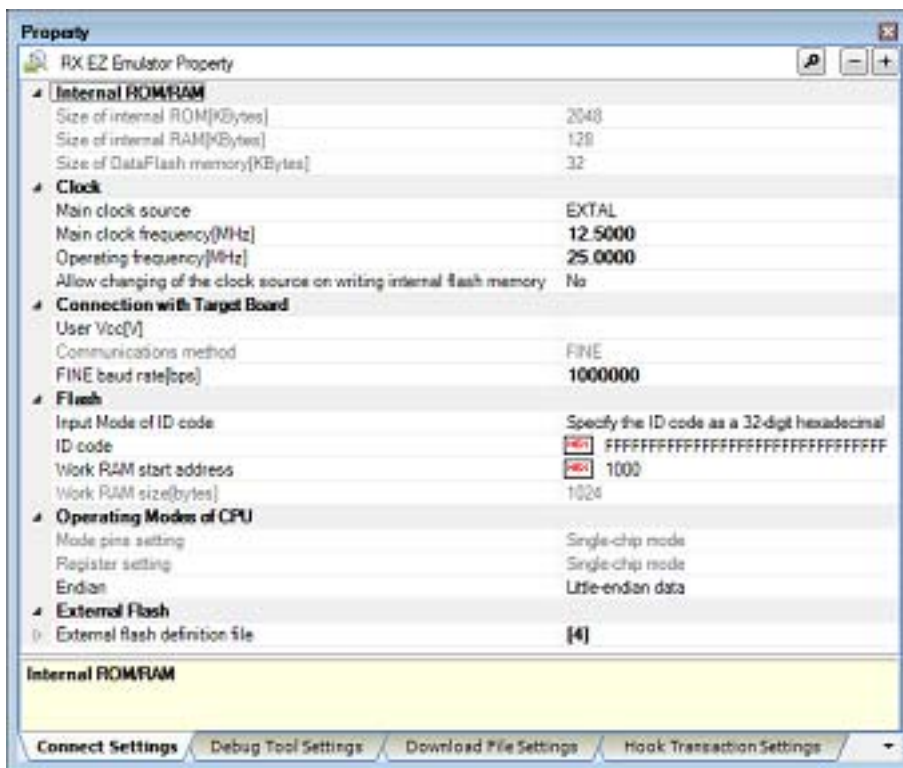 Property
RX EZ Emulator Property
Internal ROM/RAM
Size of internal ROM[KBytes] 2048
Size of internal RAM[KBytes] 128
Size of DataFlash memory[KBytes] 32
Clock
Main clock source EXTAL
Main clock frequency[MHz] 12.5000
Operating frequency[MHz] 25.0000
Allow changing of the clock source on writing internal flash memory No
Connection with Target Board
User Vcc[V]
Communications method FINE
FINE baud rate[bps] 1000000
Flash
Input Mode of ID code Specify the ID code as a 32-digit hexadecimal
ID code HEX FFFFFFFFFFFFFFFFFFFFFFFFFFFFFFFF
Work RAM start address HEX 1000
Work RAM size[bytes] 1024
Operating Modes of CPU
Mode pins setting Single-chip mode
Register setting Single-chip mode
Endian Little-endian data
External Flash
External flash definition file [4]
Internal ROM/RAM
Connect Settings Debug Tool Settings Download File Settings Hook Transaction Settings